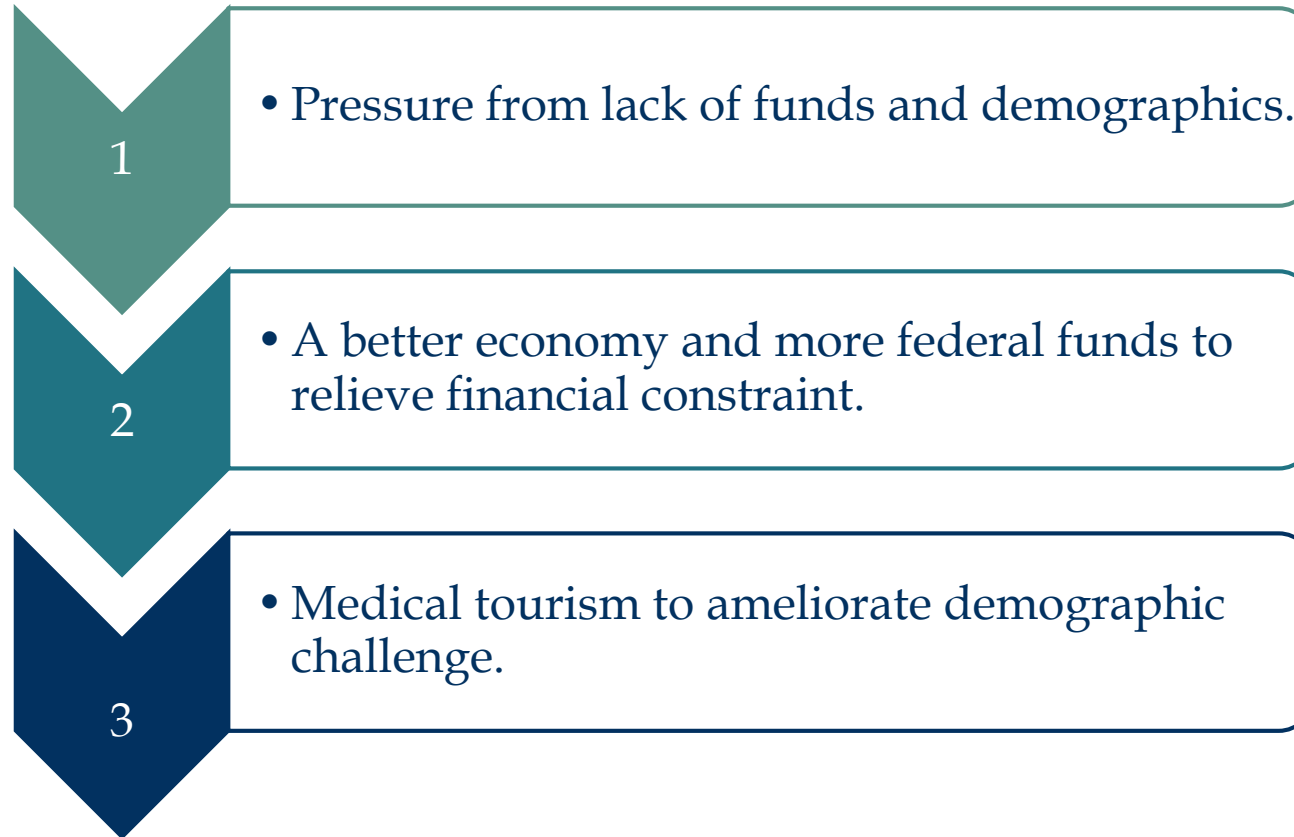 1
• Pressure from lack of funds and demographics.
2
• A better economy and more federal funds to
relieve financial constraint.
3
• Medical tourism to ameliorate demographic
challenge.